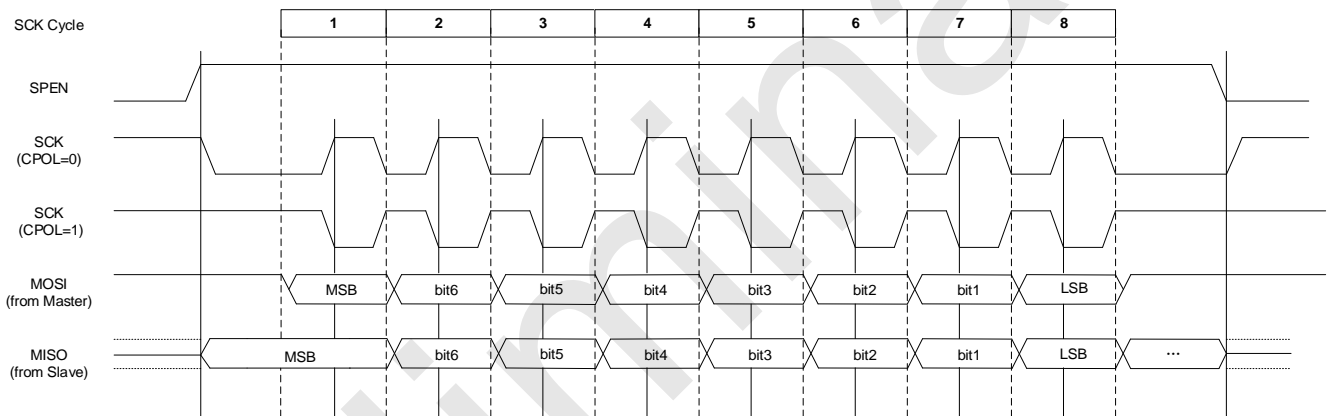 SCK Cycle 1 2 3 4 5 6 7 8
SPEN
SCK
(CPOL=0)
SCK
(CPOL=1)
MOSI
(from Master)
MSB bit6 bit5 bit4 bit3 bit2 bit1 LSB
MISO
(from Slave)
MSB bit6 bit5 bit4 bit3 bit2 bit1 LSB ...